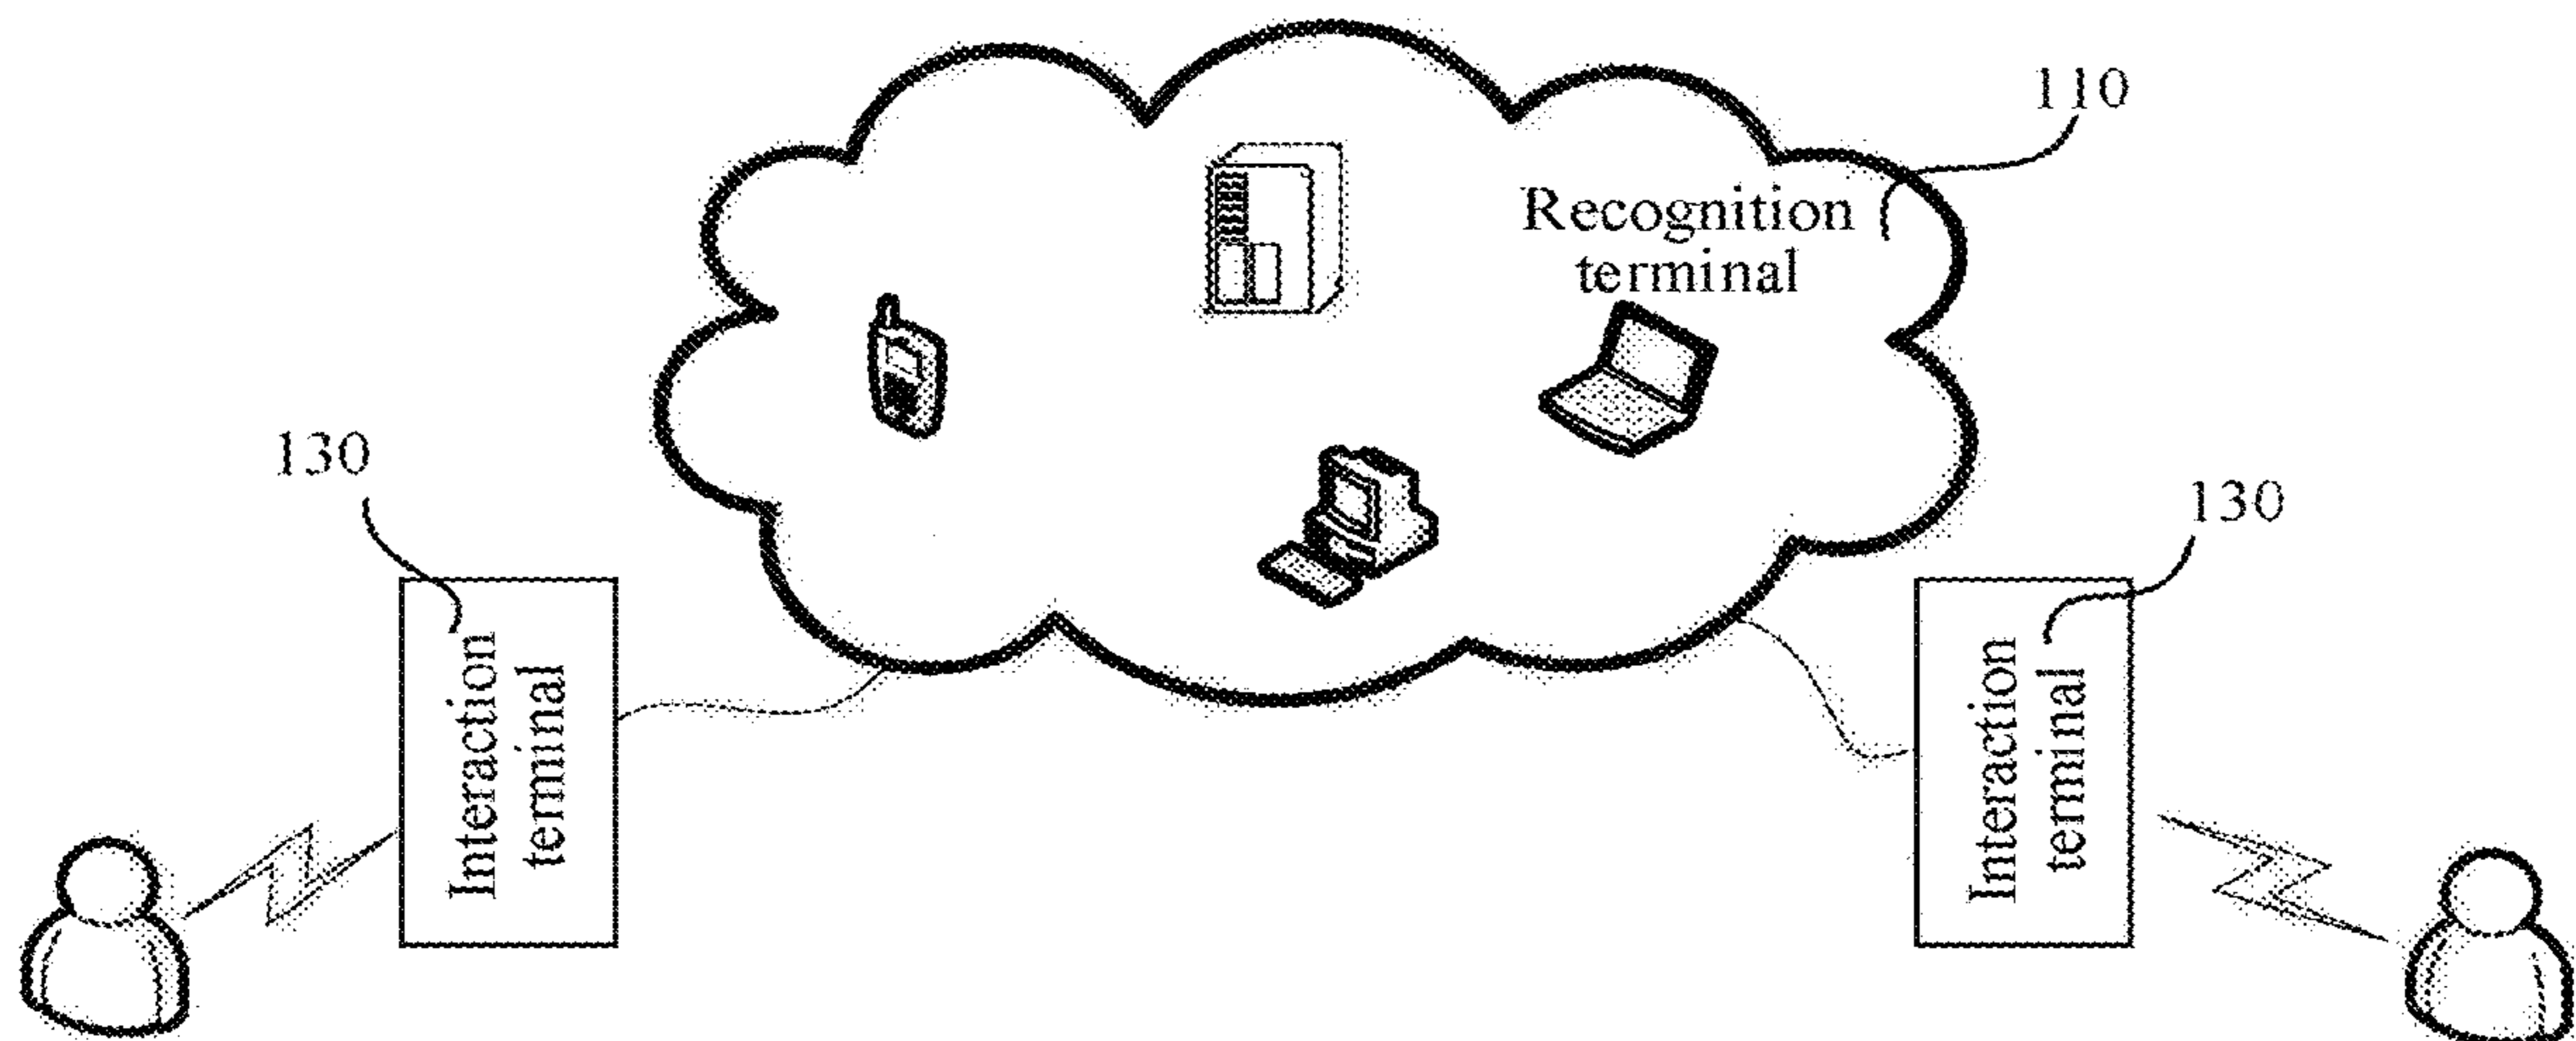 110
Recognition
terminal
130
130
Interaction
terminal
Interaction
terminal